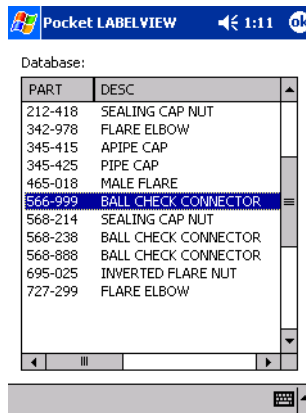 Pocket LABELVIEW 1:11 ok
Database:
PART DESC
212-418 SEALING CAP NUT
342-978 FLARE ELBOW
345-415 APIPE CAP
345-425 PIPE CAP
465-018 MALE FLARE
566-999 BALL CHECK CONNECTOR
568-214 SEALING CAP NUT
568-238 BALL CHECK CONNECTOR
568-888 BALL CHECK CONNECTOR
695-025 INVERTED FLARE NUT
727-299 FLARE ELBOW